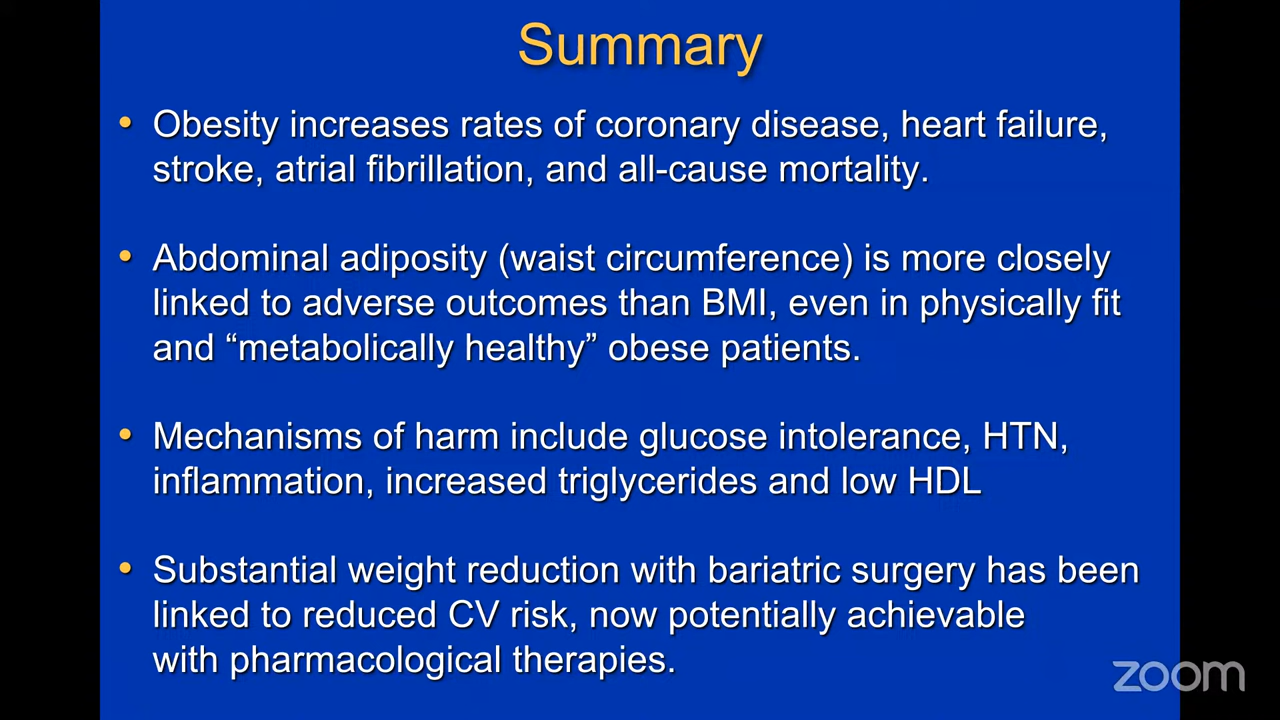 Summary
• Obesity increases rates of coronary disease, heart failure,
stroke, atrial fibrillation, and all-cause mortality.
• Abdominal adiposity (waist circumference) is more closely
linked to adverse outcomes than BMI, even in physically fit
and “metabolically healthy” obese patients.
• Mechanisms of harm include glucose intolerance, HTN,
inflammation, increased triglycerides and low HDL
• Substantial weight reduction with bariatric surgery has been
linked to reduced CV risk, now potentially achievable
with pharmacological therapies.
zoom